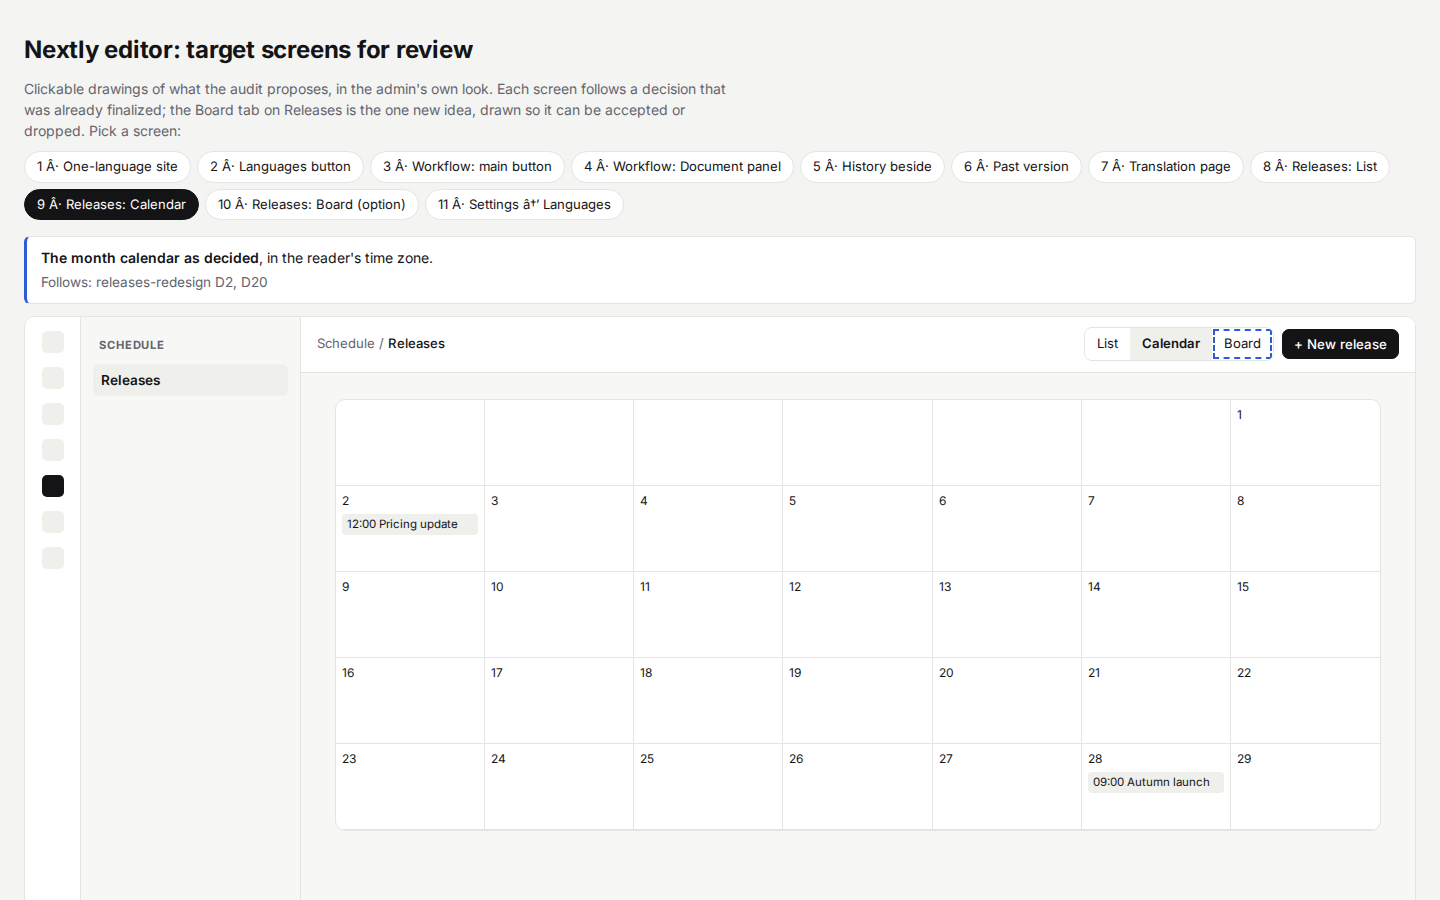 Nextly editor: target screens for review
Clickable drawings of what the audit proposes, in the admin's own look. Each screen follows a decision that
was already finalized; the Board tab on Releases is the one new idea, drawn so it can be accepted or
dropped. Pick a screen:
1 Â· One-language site
2 Â· Languages button
3 Â· Workflow: main button
4 Â· Workflow: Document panel
5 Â· History beside
6 Â· Past version
7 Â· Translation page
8 Â· Releases: List
9 Â· Releases: Calendar
10 Â· Releases: Board (option)
11 Â· Settings â†’ Languages
The month calendar as decided, in the reader's time zone.
Follows: releases-redesign D2, D20
SCHEDULE
Releases
Schedule / Releases
List
Calendar
Board
+ New release
1
2
12:00 Pricing update
3
4
5
6
7
8
9
10
11
12
13
14
15
16
17
18
19
20
21
22
23
24
25
26
27
28
09:00 Autumn launch
29